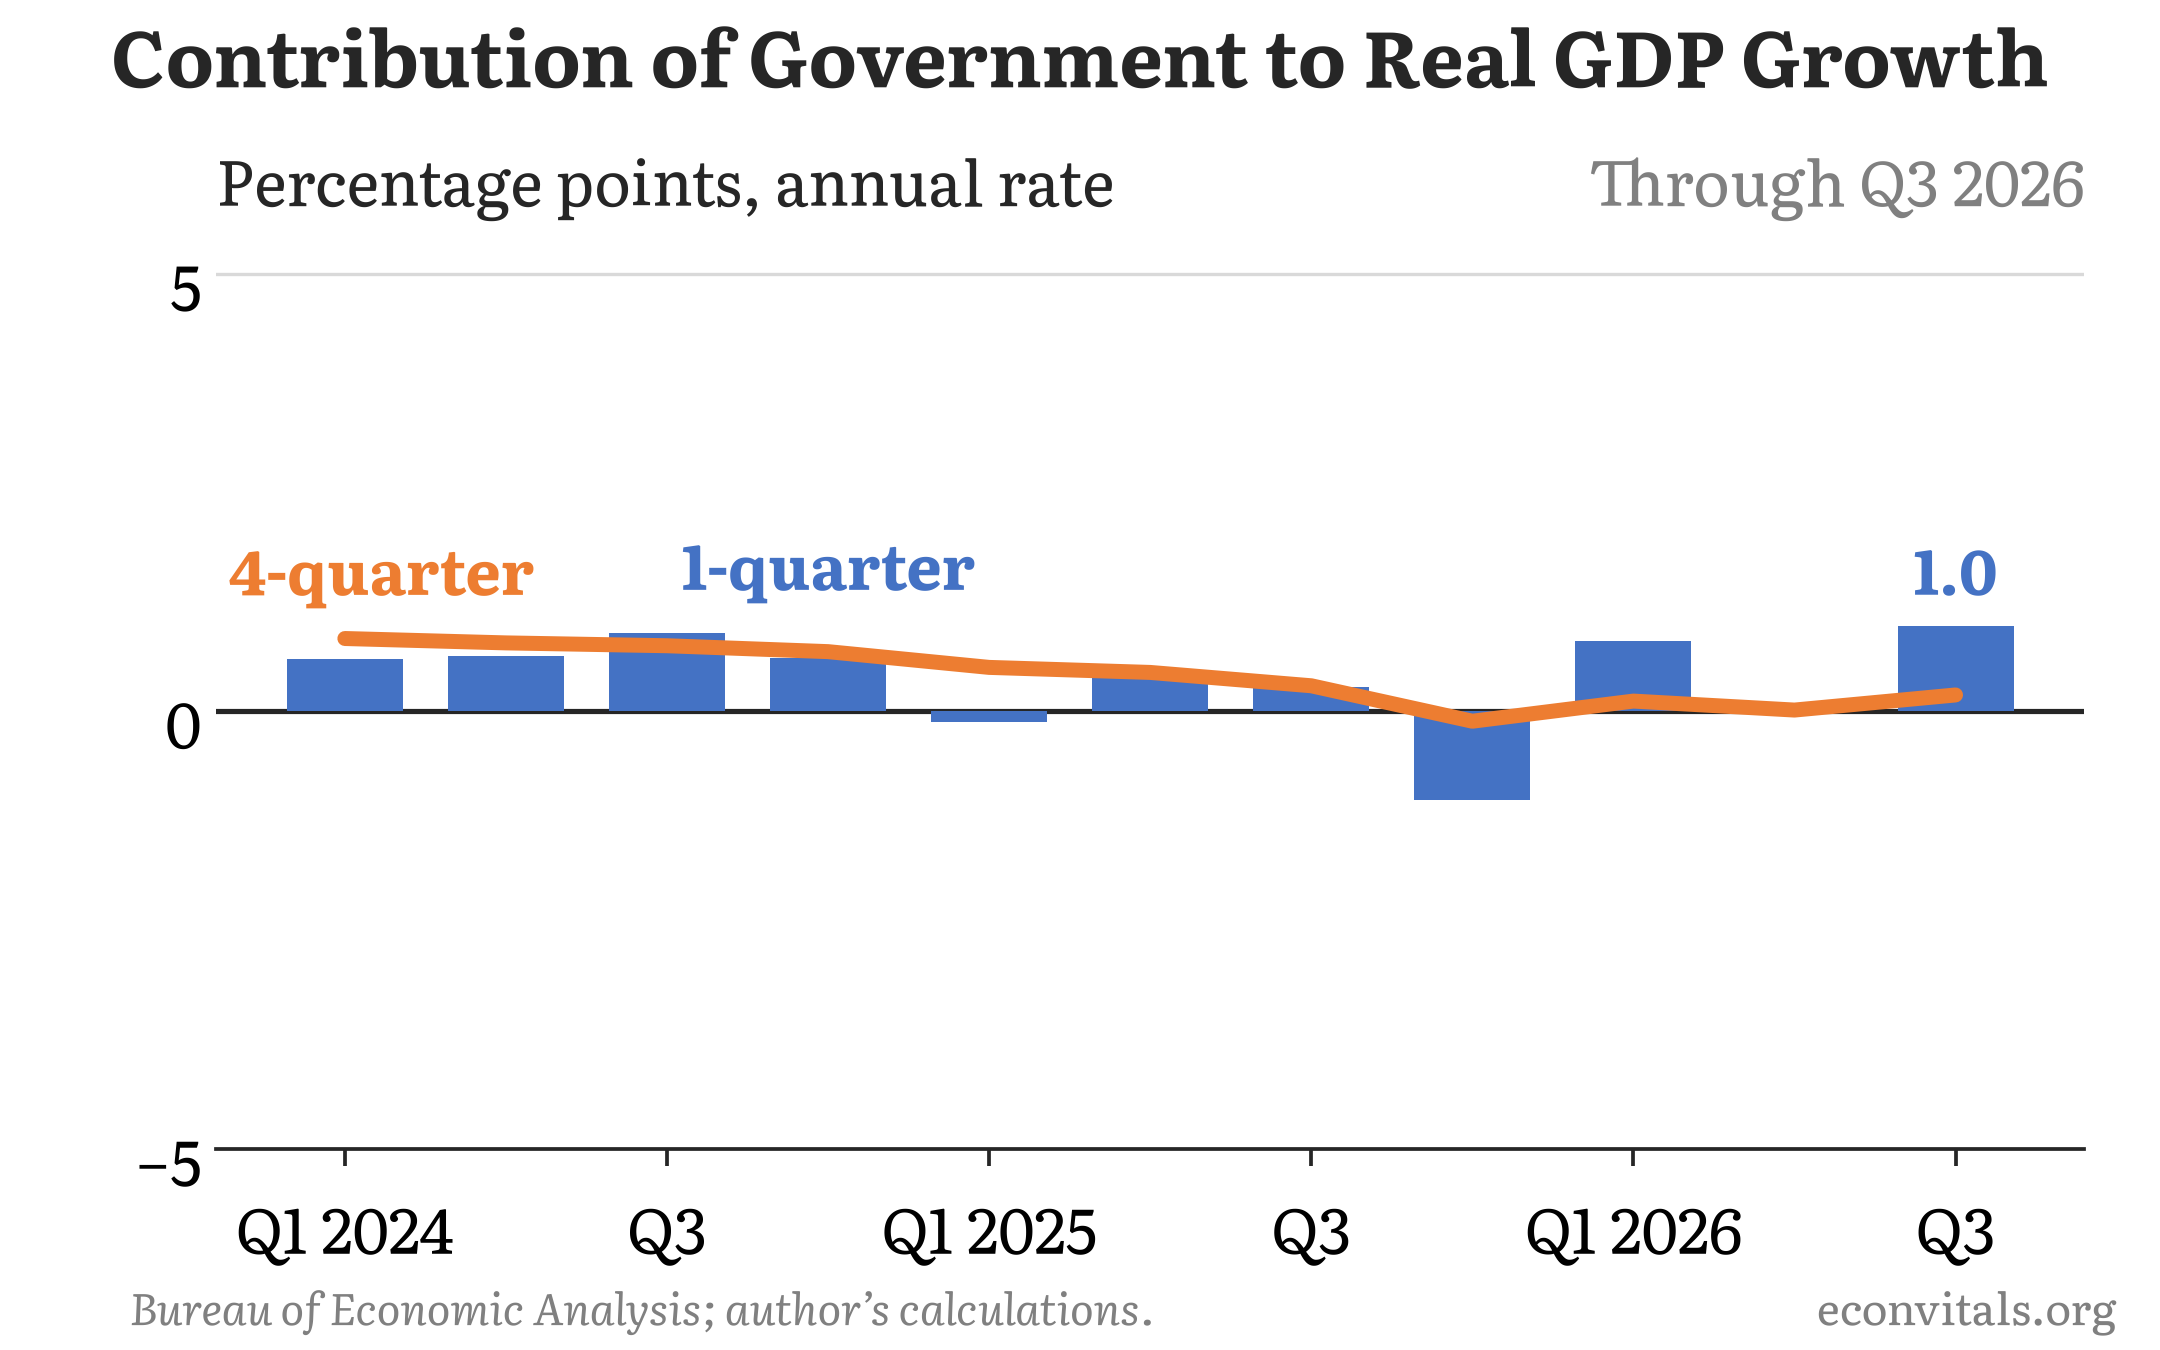 Contribution of Government to Real GDP Growth
Percentage points, annual rate
Through Q3 2026
5
4-quarter
1-quarter
1.0
0
−5
Q1 2024
Q3
Q1 2025
Q3
Q1 2026
Q3
Bureau of Economic Analysis; author’s calculations.
econvitals.org